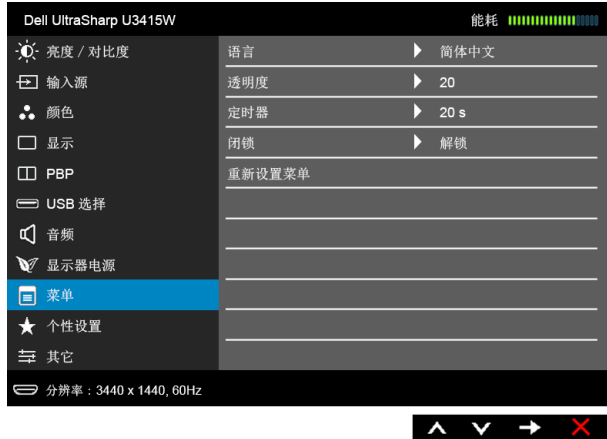 Dell UltraSharp U3415W 能耗
亮度 / 对比度 语言 简体中文
输入源 透明度 20
颜色 定时器 20 s
显示 闭锁 解锁
PBP 重新设置菜单
USB 选择
音频
显示器电源
菜单
个性设置
其它
分辨率：3440 x 1440, 60Hz